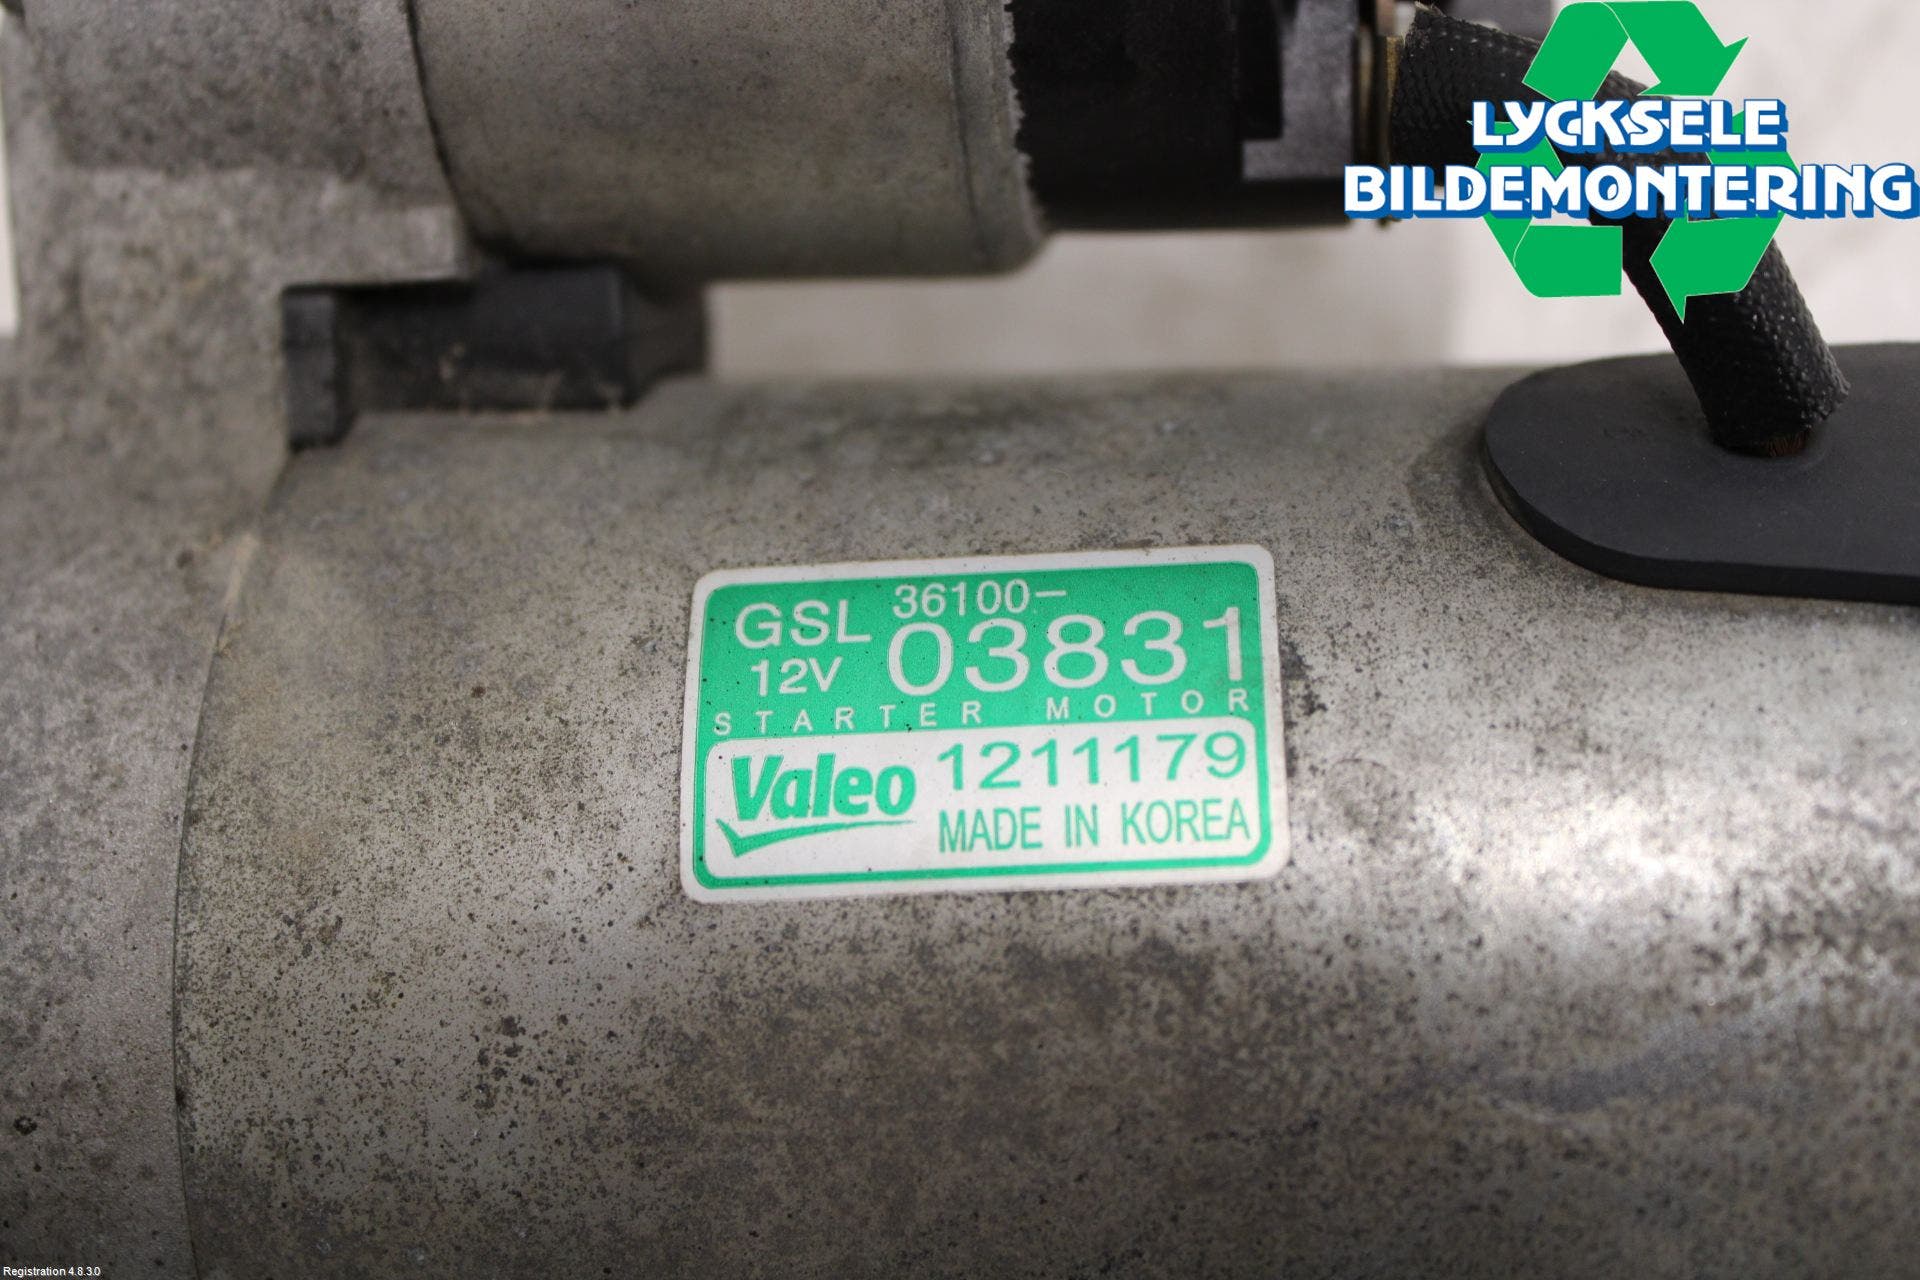 LYCKSELE
BILDEMONTERING
GSL 36100-
12V 03831
STARTER MOTOR
Valeo 1211179
MADE IN KOREA
Registration 4.8.3.0